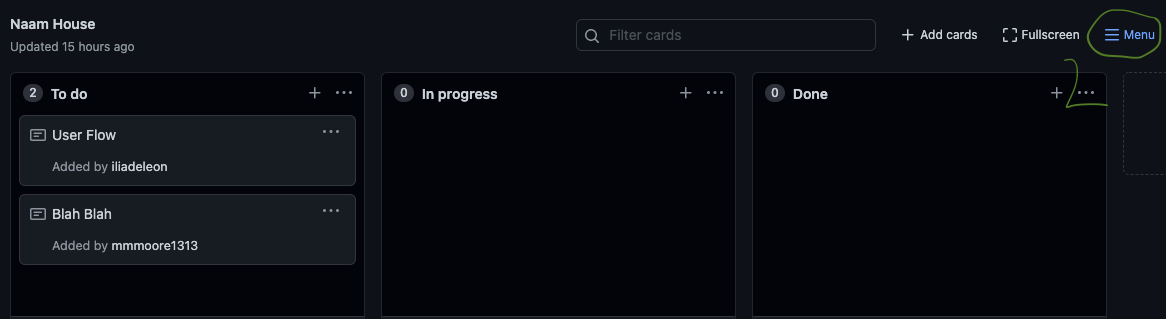 Naam House
Updated 15 hours ago
Filter cards
Add cards
Fullscreen
Menu
2
2 To do
0 In progress
0 Done
User Flow
Added by iliadeleon
Blah Blah
Added by mmmoore1313